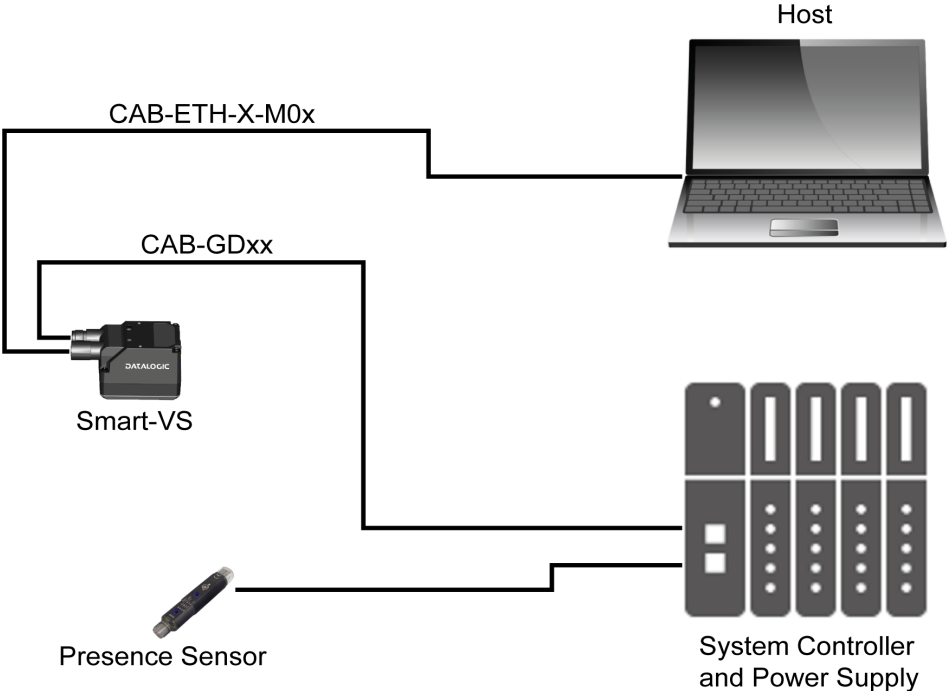 Host
CAB-ETH-X-M0x
CAB-GDxx
DATALOGIC
Smart-VS
Presence Sensor
System Controller
and Power Supply